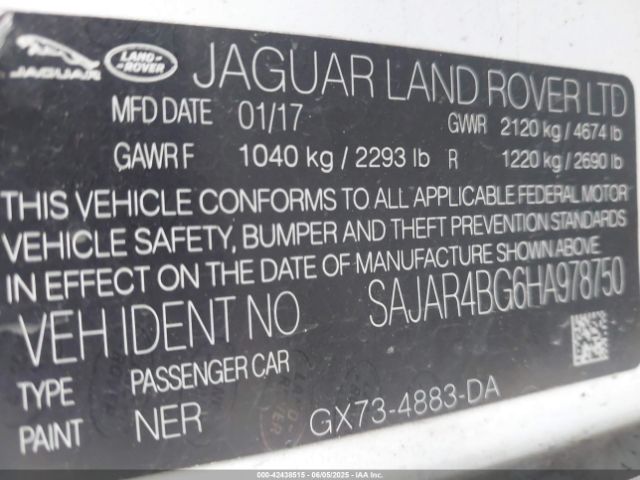 JAGUAR LAND ROVER JAGUAR LAND ROVER LTD
MFD DATE 01/17 GVWR 2120 kg / 4674 lb
GAWR F 1040 kg / 2293 lb R 1220 kg / 2690 lb
THIS VEHICLE CONFORMS TO ALL APPLICABLE FEDERAL MOTOR
VEHICLE SAFETY, BUMPER AND THEFT PREVENTION STANDARDS
IN EFFECT ON THE DATE OF MANUFACTURE SHOWN ABOVE
VEH IDENT NO. SAJAR4BG6HA978750
TYPE PASSENGER CAR
PAINT NER GX73-4883-DA
000-42438515 - 06/05/2025 - IAAI.COM